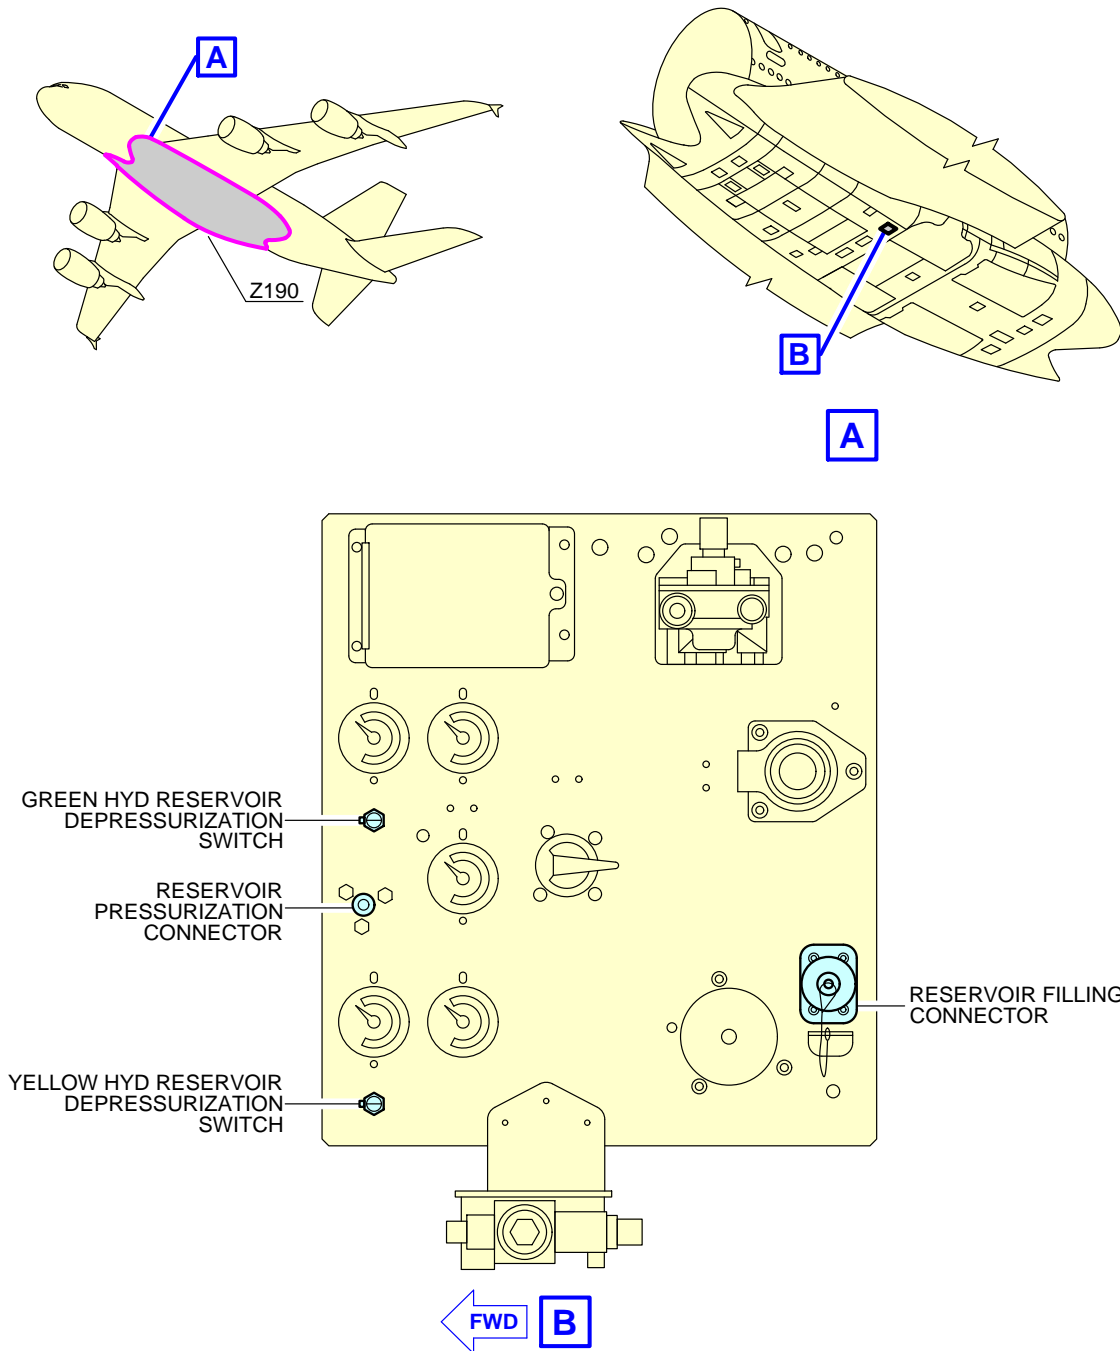 A
Z190
B
A
GREEN HYD RESERVOIR
DEPRESSURIZATION
SWITCH
RESERVOIR
PRESSURIZATION
CONNECTOR
RESERVOIR FILLING
CONNECTOR
YELLOW HYD RESERVOIR
DEPRESSURIZATION
SWITCH
FWD
B